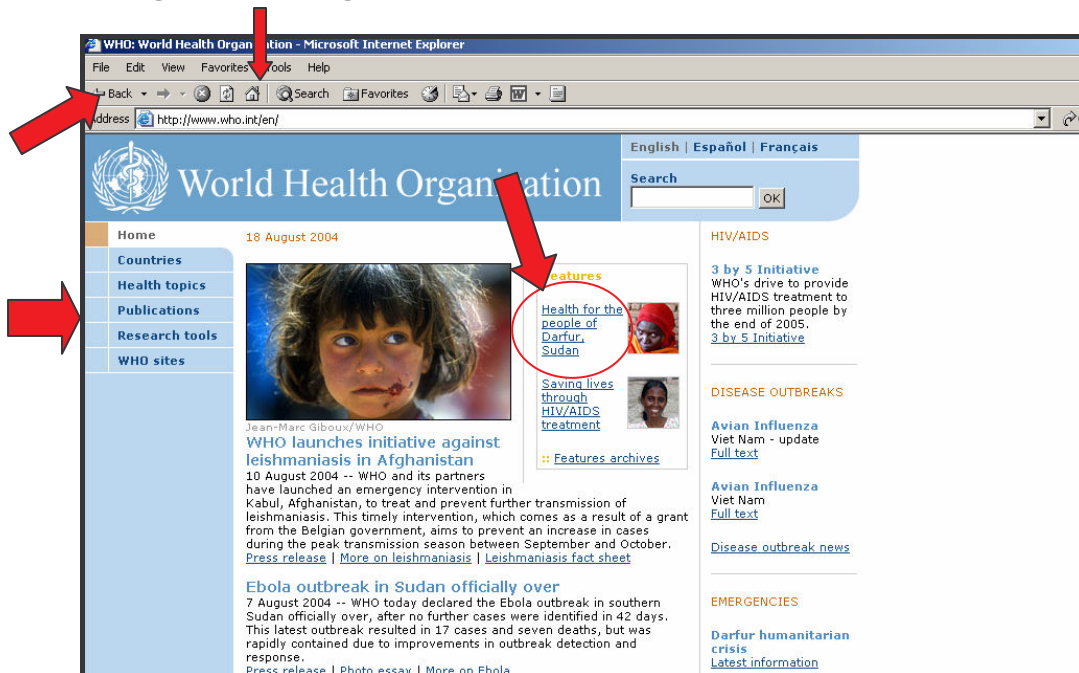 WHO: World Health Organization - Microsoft Internet Explorer
File Edit View Favorites Tools Help
Back Search Favorites
Address http://www.who.int/en/
English | Español | Français
World Health Organization
Search
OK
Home
Countries
Health topics
Publications
Research tools
WHO sites
18 August 2004
Jean-Marc Giboux/WHO
WHO launches initiative against
leishmaniasis in Afghanistan
10 August 2004 -- WHO and its partners
have launched an emergency intervention in
Kabul, Afghanistan, to treat and prevent further transmission of
leishmaniasis. This timely intervention, which comes as a result of a grant
from the Belgian government, aims to prevent an increase in cases
during the peak transmission season between September and October.
Press release | More on leishmaniasis | Leishmaniasis fact sheet
Ebola outbreak in Sudan officially over
7 August 2004 -- WHO today declared the Ebola outbreak in southern
Sudan officially over, after no further cases were identified in 42 days.
This latest outbreak resulted in 17 cases and seven deaths, but was
rapidly contained due to improvements in outbreak detection and
response.
Press release | Photo essay | More on Ebola
Features
Health for the
people of
Darfur,
Sudan
Saving lives
through
HIV/AIDS
treatment
:: Features archives
HIV/AIDS
3 by 5 Initiative
WHO's drive to provide
HIV/AIDS treatment to
three million people by
the end of 2005.
3 by 5 Initiative
DISEASE OUTBREAKS
Avian Influenza
Viet Nam - update
Full text
Avian Influenza
Viet Nam
Full text
Disease outbreak news
EMERGENCIES
Darfur humanitarian
crisis
Latest information